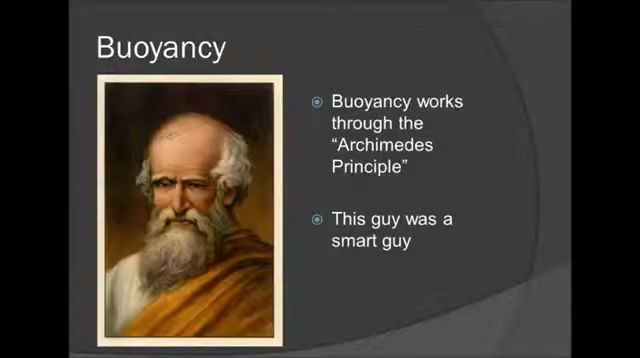 Buoyancy
Buoyancy works
through the
“Archimedes
Principle”
This guy was a
smart guy